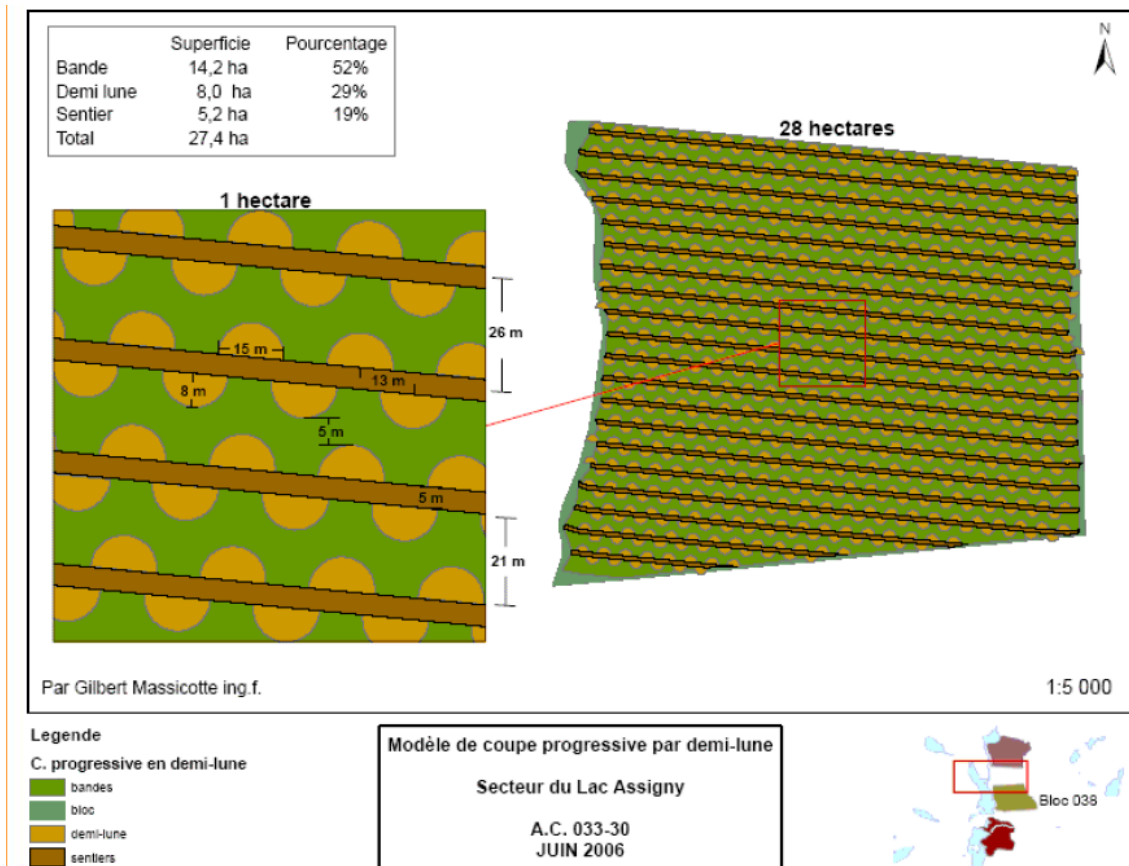 Superficie Pourcentage
Bande 14,2 ha 52%
Demi lune 8,0 ha 29%
Sentier 5,2 ha 19%
Total 27,4 ha
N
28 hectares
1 hectare
26 m
15 m
13 m
8 m
5 m
5 m
21 m
Par Gilbert Massicotte ing.f.
1:5 000
Legende
C. progressive en demi-lune
bandes
bloc
demi-lune
sentiers
Modèle de coupe progressive par demi-lune
Secteur du Lac Assigny
A.C. 033-30
JUIN 2006
Bloc 038